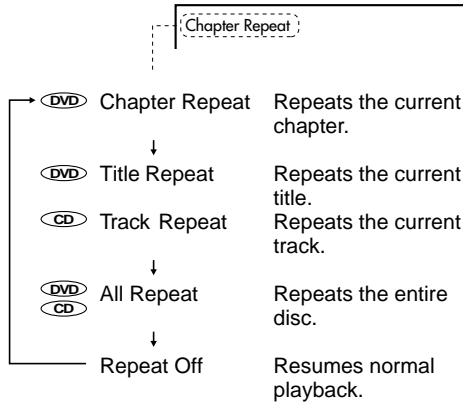 Chapter Repeat
DVD Chapter Repeat Repeats the current
chapter.
DVD Title Repeat Repeats the current
title.
CD Track Repeat Repeats the current
track.
DVD All Repeat Repeats the entire
CD disc.
Repeat Off Resumes normal
playback.